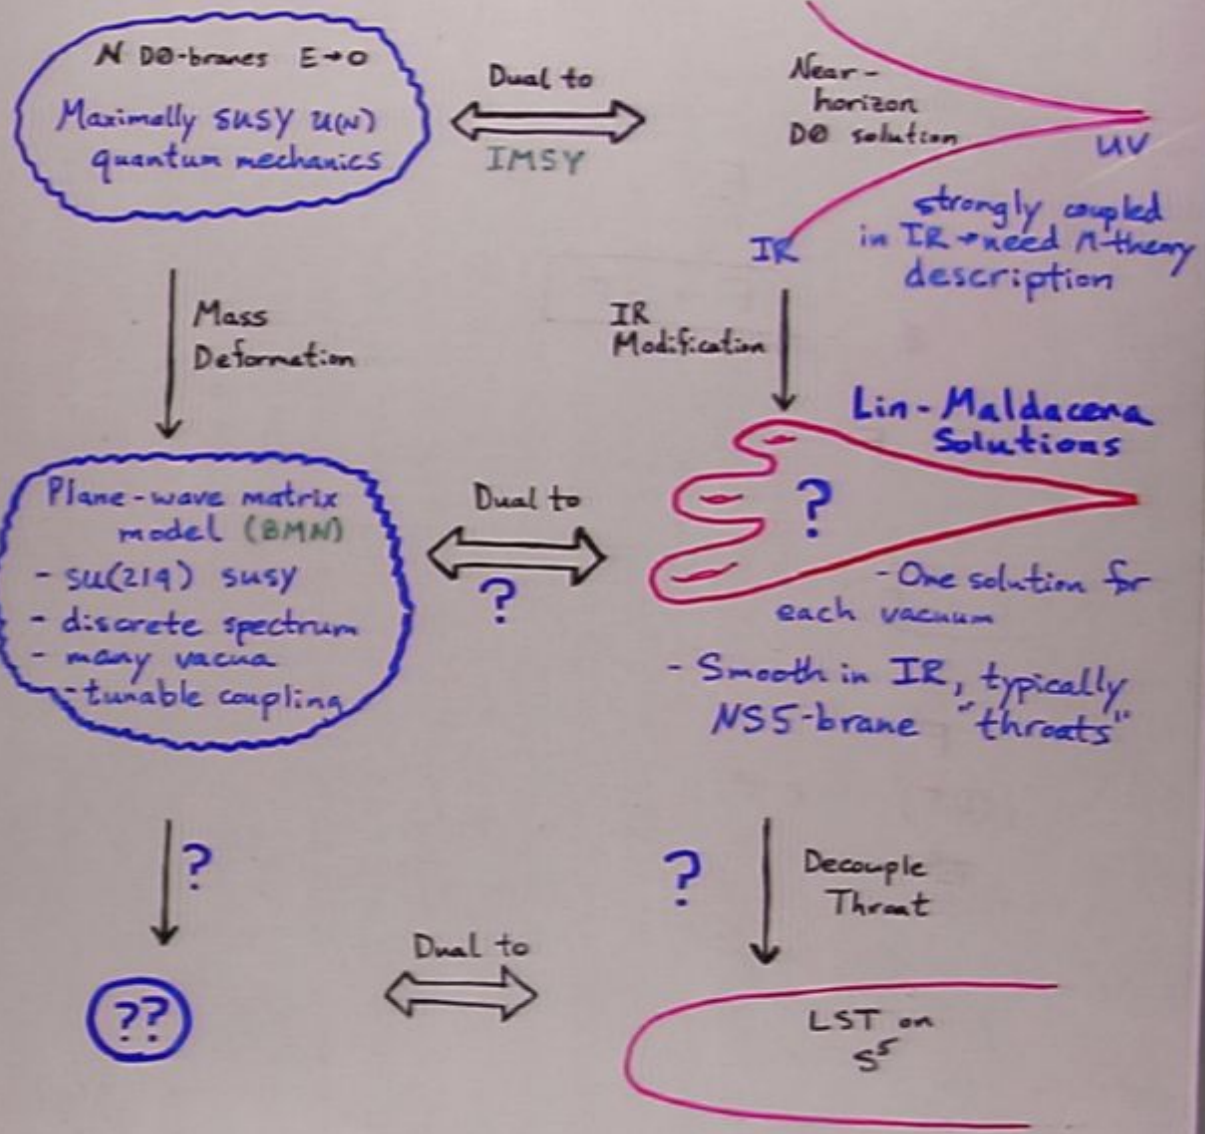 N D0-branes E→0
Maximally susy U(N)
quantum mechanics
Dual to
IMSY
Near-
horizon
D0 solution
UV
IR
strongly coupled
in IR → need M-theory
description
Mass
Deformation
IR
Modification
Lin-Maldacena
Solutions
Plane-wave matrix
model (BMN)
- su(2|4) susy
- discrete spectrum
- many vacua
- tunable coupling
Dual to
?
?
- One solution for
each vacuum
- Smooth in IR, typically
NS5-brane "throats"
?
?
Decouple
Throat
??
Dual to
LST on
S⁵